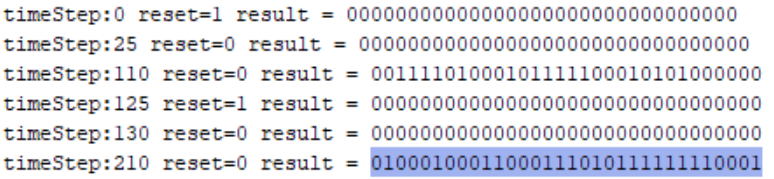 timeStep:0 reset=1 result = 00000000000000000000000000000000
timeStep:25 reset=0 result = 00000000000000000000000000000000
timeStep:110 reset=0 result = 00111101000101111100010101000000
timeStep:125 reset=1 result = 00000000000000000000000000000000
timeStep:130 reset=0 result = 00000000000000000000000000000000
timeStep:210 reset=0 result = 01000100011000111010111111110001